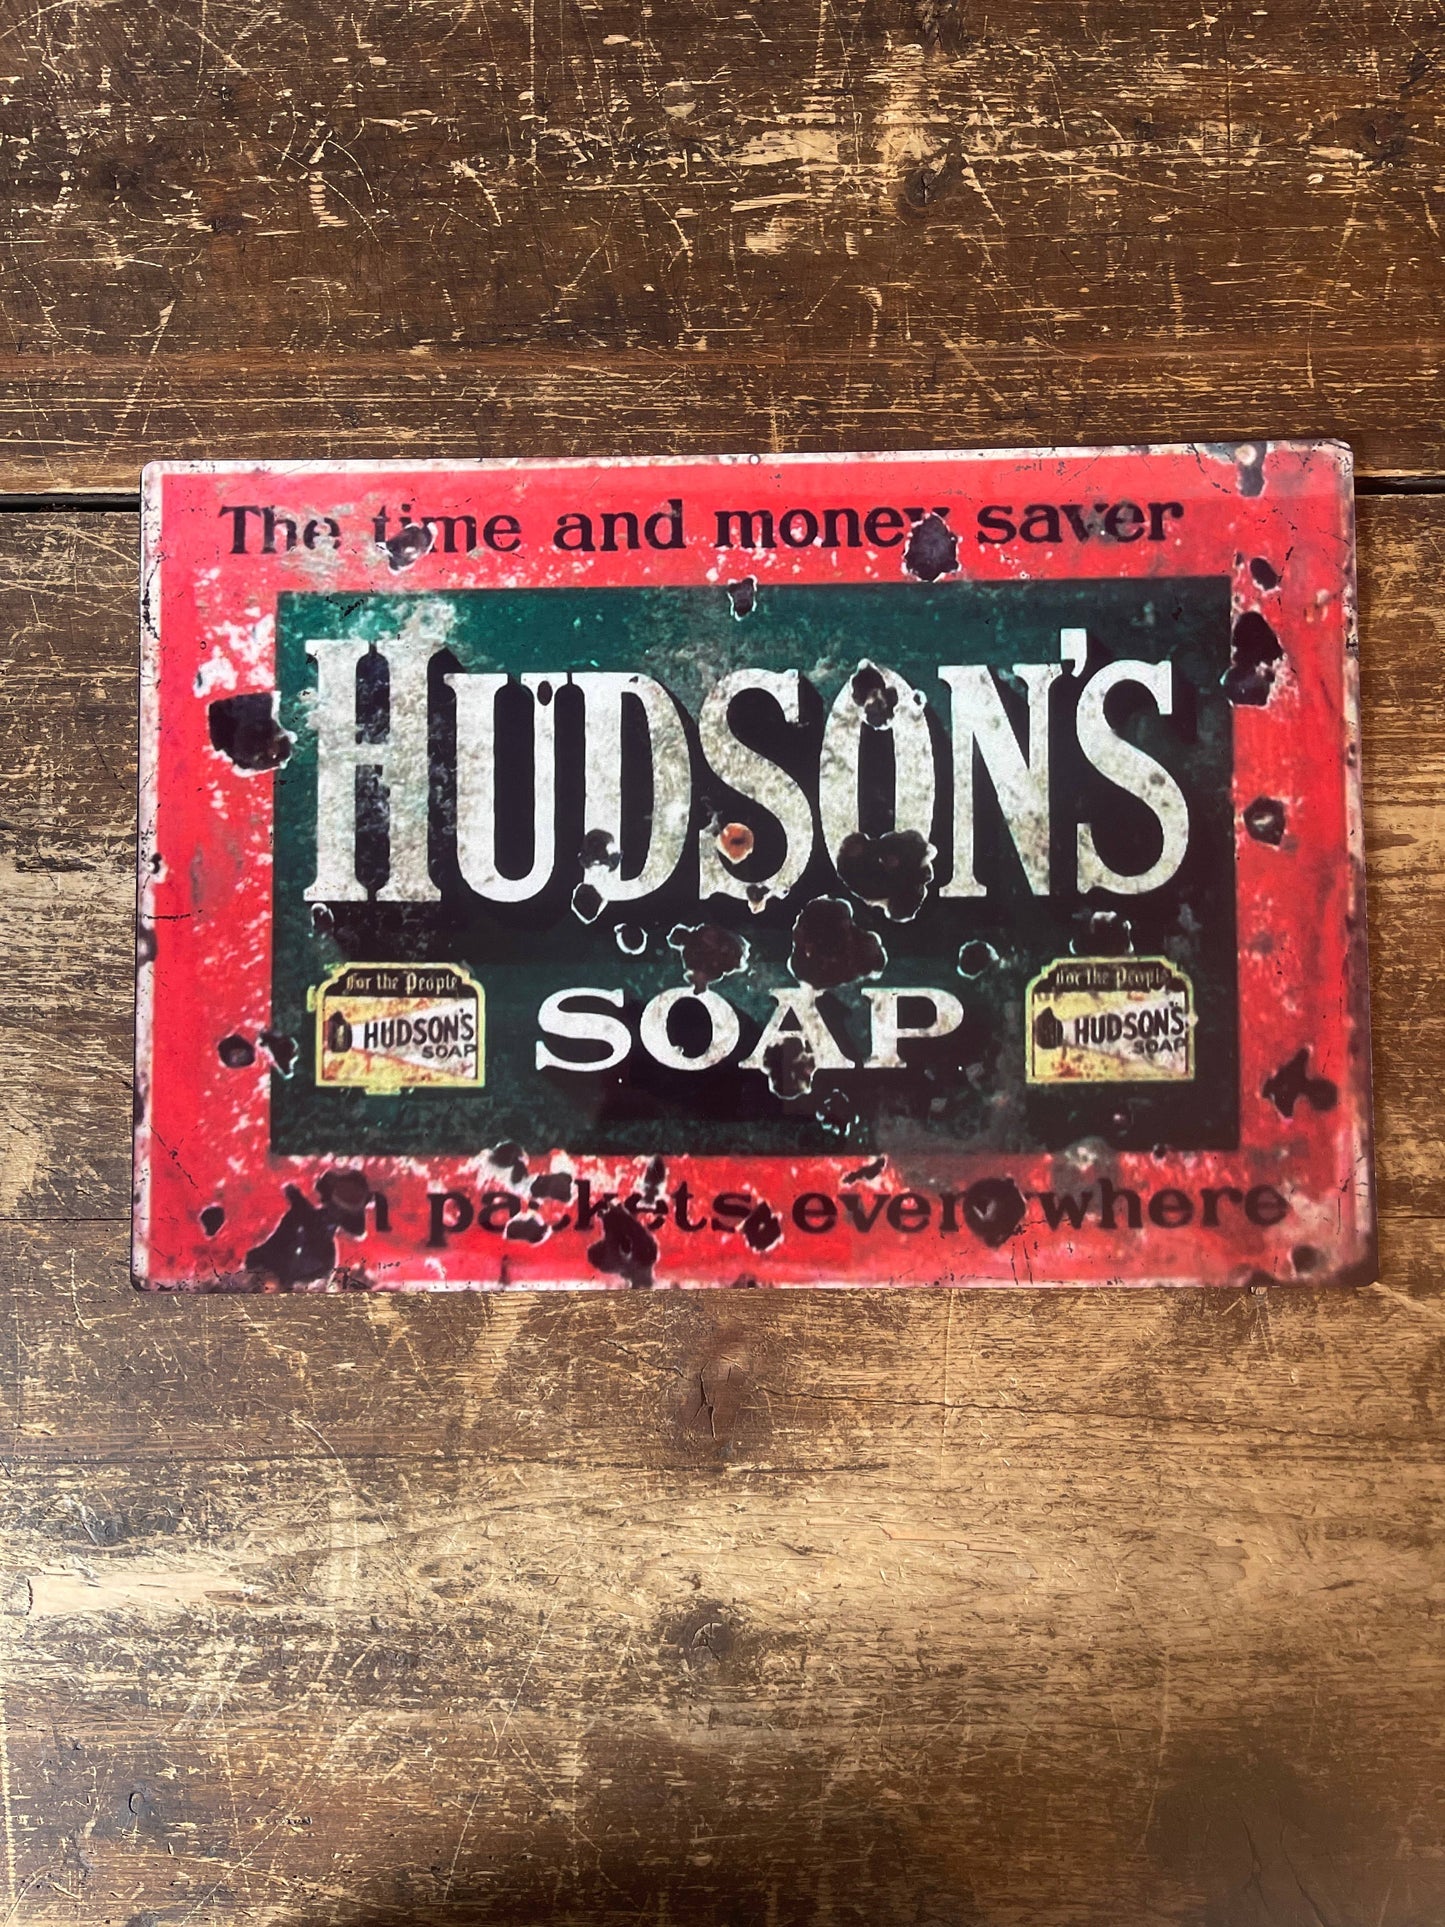 The time and money saver
HUDSON'S
For the People
HUDSON'S
SOAP
SOAP
For the People
HUDSON'S
SOAP
In packets everywhere